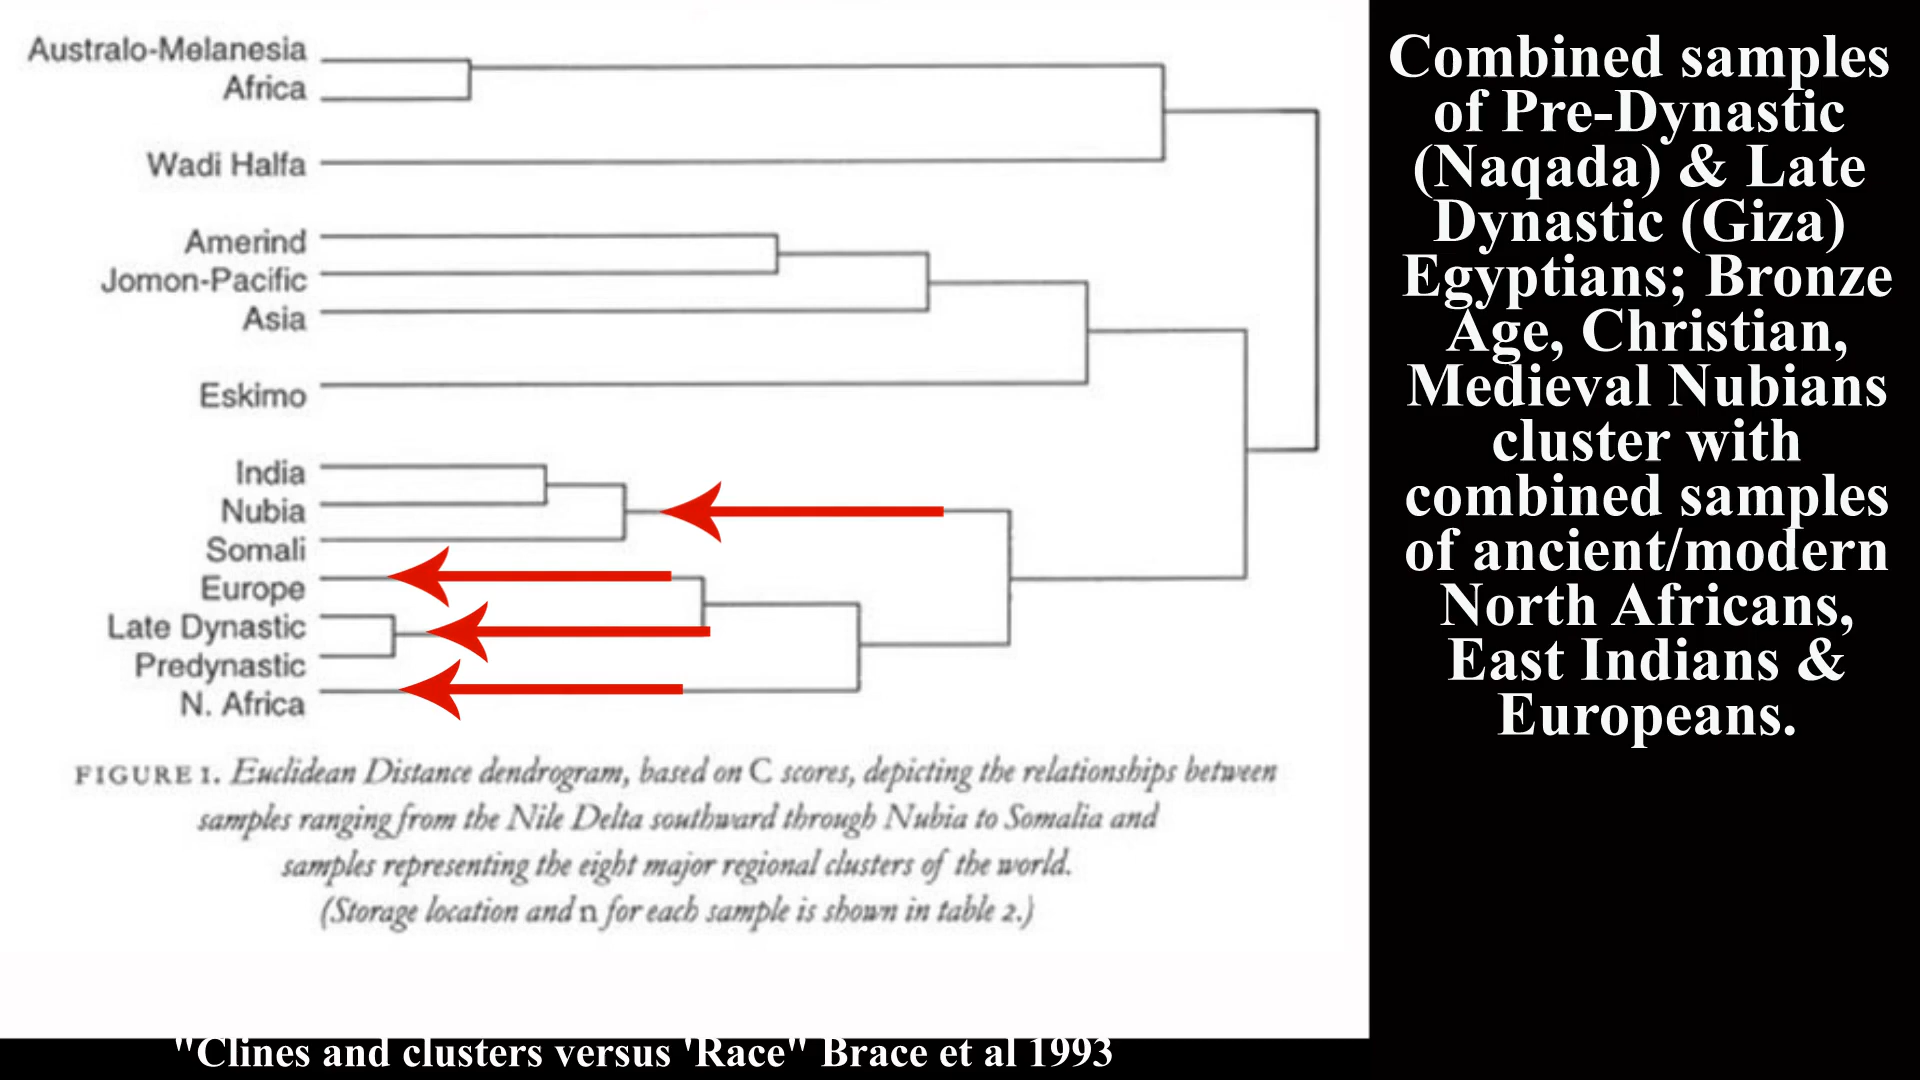 Australo-Melanesia
Africa
Wadi Halfa
Amerind
Jomon-Pacific
Asia
Eskimo
India
Nubia
Somali
Europe
Late Dynastic
Predynastic
N. Africa
FIGURE 1. Euclidean Distance dendrogram, based on C scores, depicting the relationships between
samples ranging from the Nile Delta southward through Nubia to Somalia and
samples representing the eight major regional clusters of the world.
(Storage location and n for each sample is shown in table 2.)
Combined samples
of Pre-Dynastic
(Naqada) & Late
Dynastic (Giza)
Egyptians; Bronze
Age, Christian,
Medieval Nubians
cluster with
combined samples
of ancient/modern
North Africans,
East Indians &
Europeans.
"Clines and clusters versus 'Race" Brace et al 1993